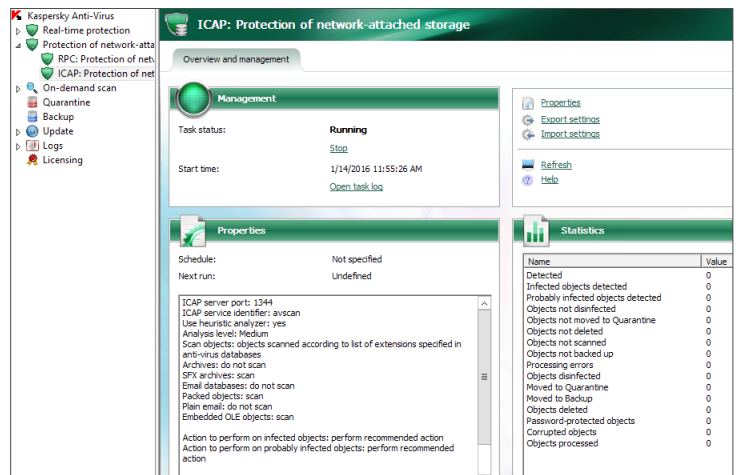 Kaspersky Anti-Virus
Real-time protection
Protection of network-atta
RPC: Protection of netw
ICAP: Protection of net
On-demand scan
Quarantine
Backup
Update
Logs
Licensing
ICAP: Protection of network-attached storage
Overview and management
Management
Task status: Running
Stop
Start time: 1/14/2016 11:55:26 AM
Open task log
Properties
Export settings
Import settings
Refresh
Help
Properties
Schedule: Not specified
Next run: Undefined
ICAP server port: 1344
ICAP service identifier: avscan
Use heuristic analyzer: yes
Analysis level: Medium
Scan objects: objects scanned according to list of extensions specified in
anti-virus databases
Archives: do not scan
SFX archives: scan
Email databases: do not scan
Packed objects: scan
Plain email: do not scan
Embedded OLE objects: scan
Action to perform on infected objects: perform recommended action
Action to perform on probably infected objects: perform recommended
action
Statistics
Name Value
Detected 0
Infected objects detected 0
Probably infected objects detected 0
Objects not disinfected 0
Objects not moved to Quarantine 0
Objects not deleted 0
Objects not scanned 0
Objects not backed up 0
Processing errors 0
Objects disinfected 0
Moved to Quarantine 0
Moved to Backup 0
Objects deleted 0
Password-protected objects 0
Corrupted objects 0
Objects processed 0